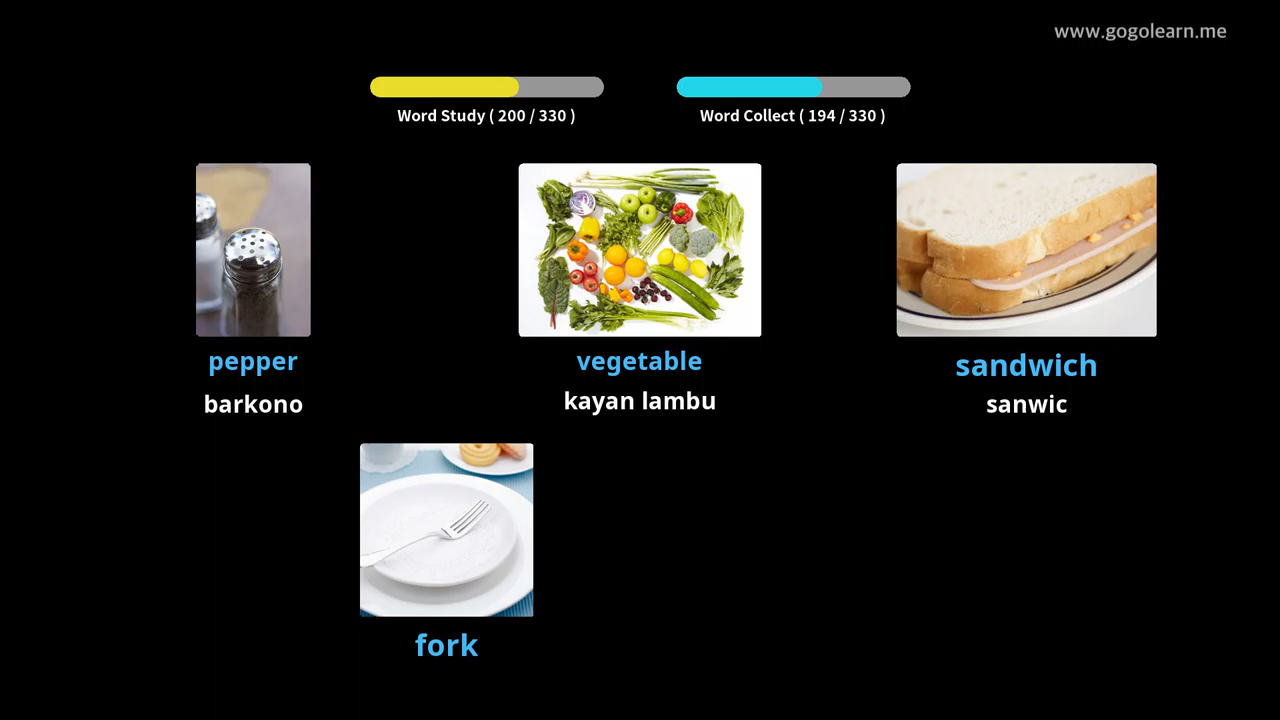 www.gogolearn.me
Word Study ( 200 / 330 )
Word Collect ( 194 / 330 )
pepper
barkono
vegetable
kayan lambu
sandwich
sanwic
fork